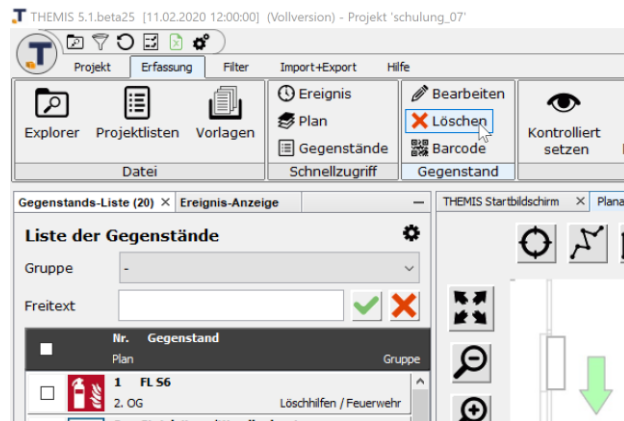 THEMIS 5.1.beta25 [11.02.2020 12:00:00] (Vollversion) - Projekt 'schulung_07'
Projekt Erfassung Filter Import+Export Hilfe
Explorer Projektlisten Vorlagen
Datei
Ereignis
Plan
Gegenstände
Schnellzugriff
Bearbeiten
Löschen
Barcode
Gegenstand
Kontrolliert
setzen
Gegenstands-Liste (20) × Ereignis-Anzeige
THEMIS Startbildschirm × Plana
Liste der Gegenstände
Gruppe -
Freitext
Nr. Gegenstand
Plan Gruppe
1 FL S6
2. OG Löschhilfen / Feuerwehr